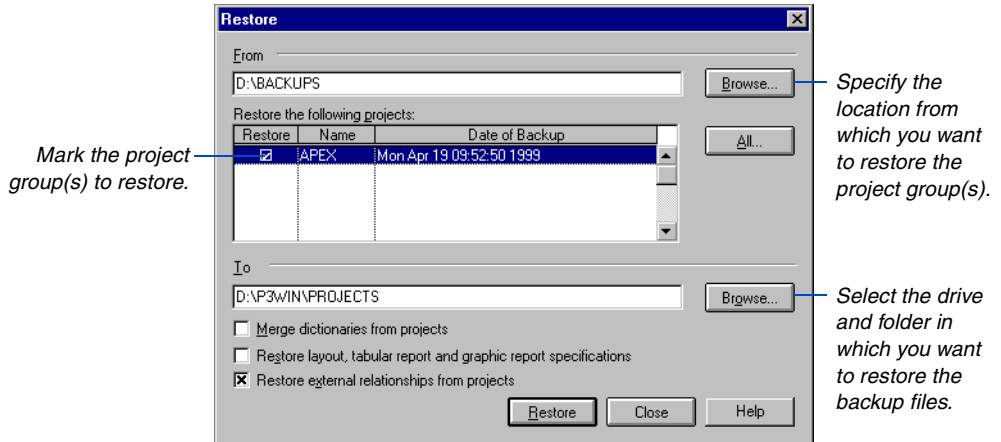 Restore
From
D:\BACKUPS
Browse...
Restore the following projects:
Restore Name Date of Backup
APEX Mon Apr 19 09:52:50 1999
All...
To
D:\P3WIN\PROJECTS
Browse...
Merge dictionaries from projects
Restore layout, tabular report and graphic report specifications
Restore external relationships from projects
Restore Close Help
Mark the project
group(s) to restore.
Specify the
location from
which you want
to restore the
project group(s).
Select the drive
and folder in
which you want
to restore the
backup files.